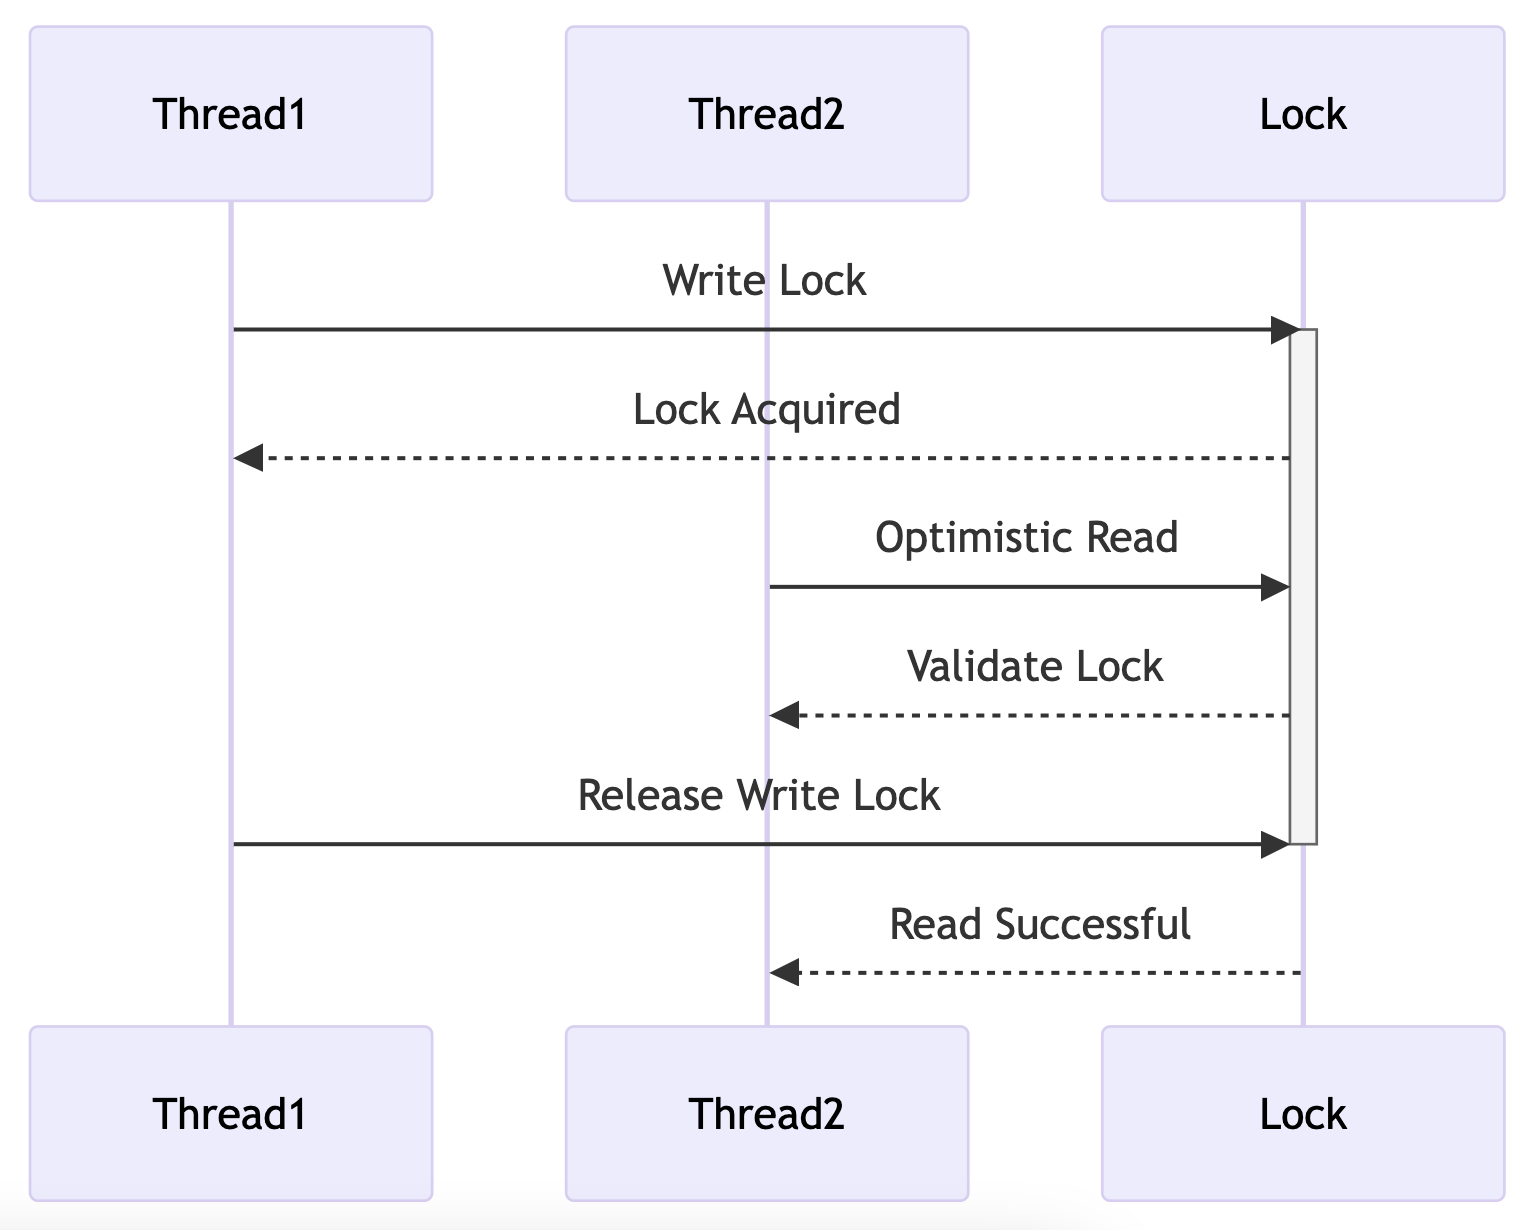 Thread1
Thread2
Lock
Write Lock
Lock Acquired
Optimistic Read
Validate Lock
Release Write Lock
Read Successful
Thread1
Thread2
Lock